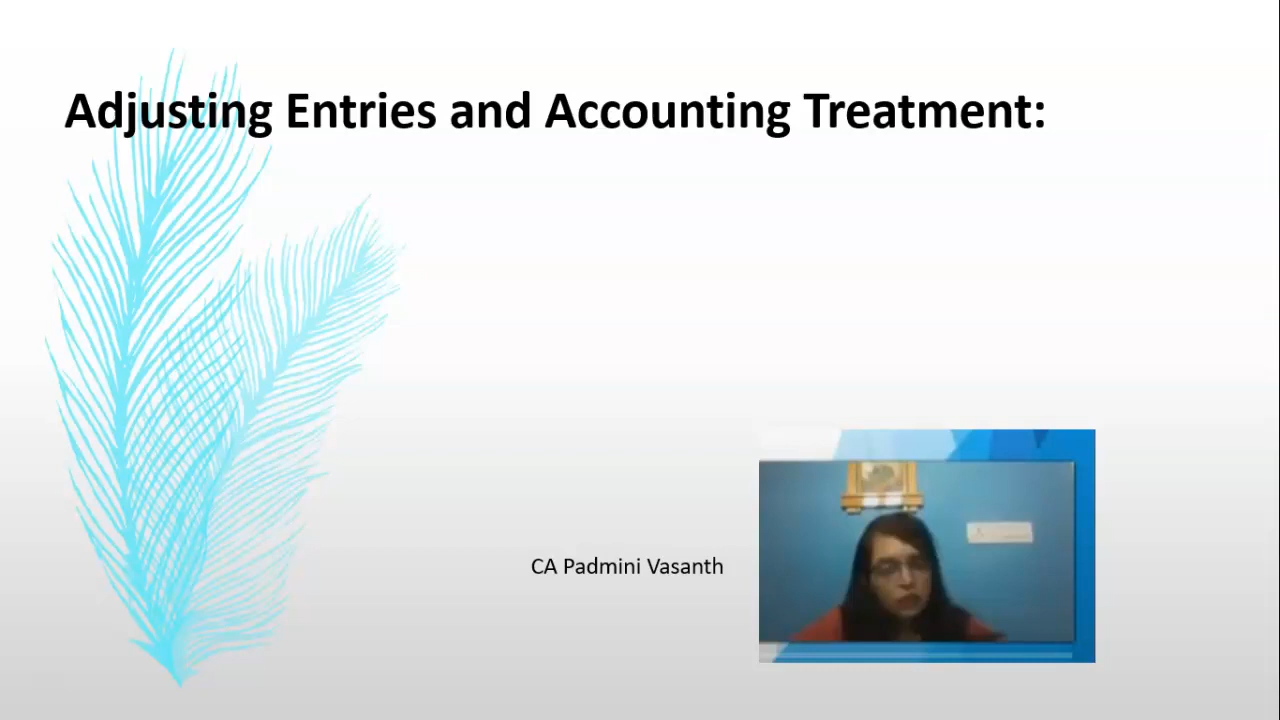 Adjusting Entries and Accounting Treatment:
CA Padmini Vasanth